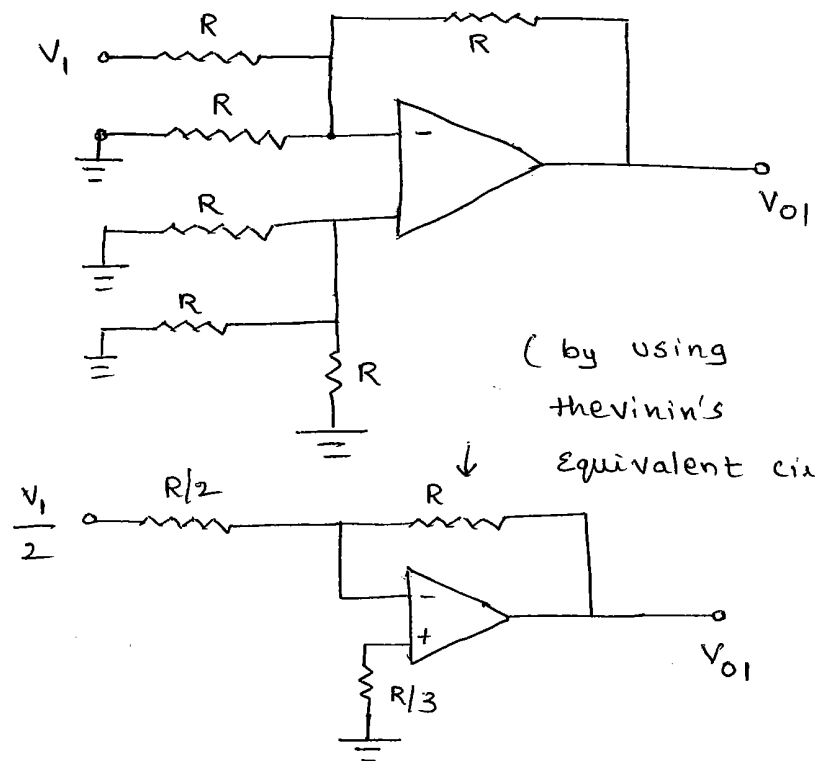 R
V1
R
R
-
V01
R
R
R
( by using
thevinin's
Equivalent
R/2
R
V1/2
-
+
V01
R/3